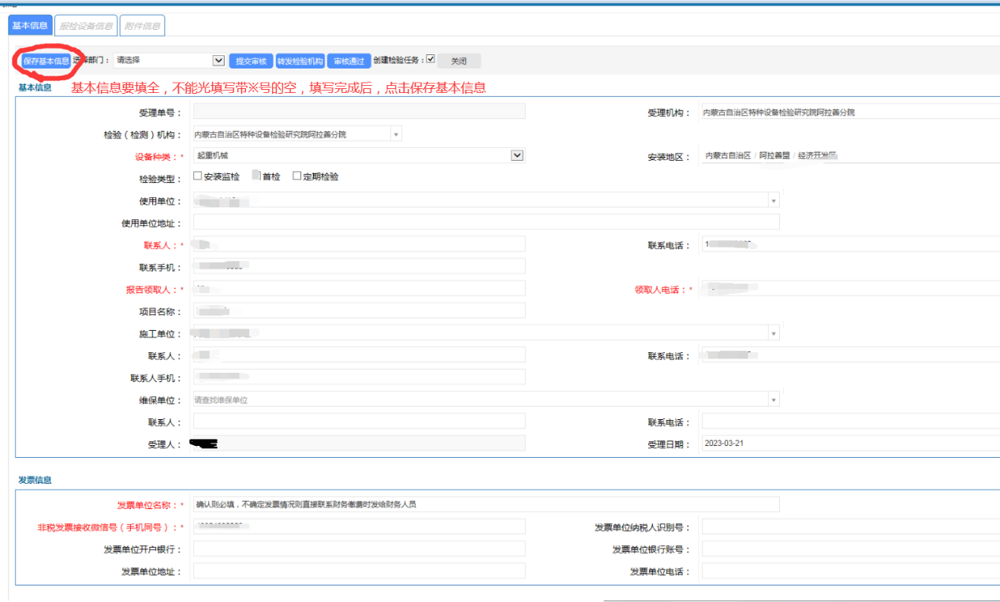 基本信息 报检设备信息 附件信息
保存基本信息 选择部门： 请选择 提交审核 转发检验机构 审核通过 创建检验任务： 关闭
基本信息 基本信息要填全，不能光填写带※号的空，填写完成后，点击保存基本信息
受理单号： 受理机构： 内蒙古自治区特种设备检验研究院阿拉善分院
检验（检测）机构： 内蒙古自治区特种设备检验研究院阿拉善分院
设备种类：* 起重机械 安装地区： 内蒙古自治区 / 阿拉善盟 / 经济开发区
检验类型： 安装监检 首检 定期检验
使用单位：
使用单位地址：
联系人：* 联系电话：
联系手机：
报告领取人：* 领取人电话：*
项目名称：
施工单位：
联系人： 联系电话：
联系人手机：
维保单位： 请查找维保单位
联系人： 联系电话：
受理人： 受理日期： 2023-03-21
发票信息
发票单位名称：* 确认则必填，不确定发票情况则直接联系财务缴费时发给财务人员
非税发票接收微信号（手机同号）：* 发票单位纳税人识别号：
发票单位开户银行： 发票单位银行账号：
发票单位地址： 发票单位电话：